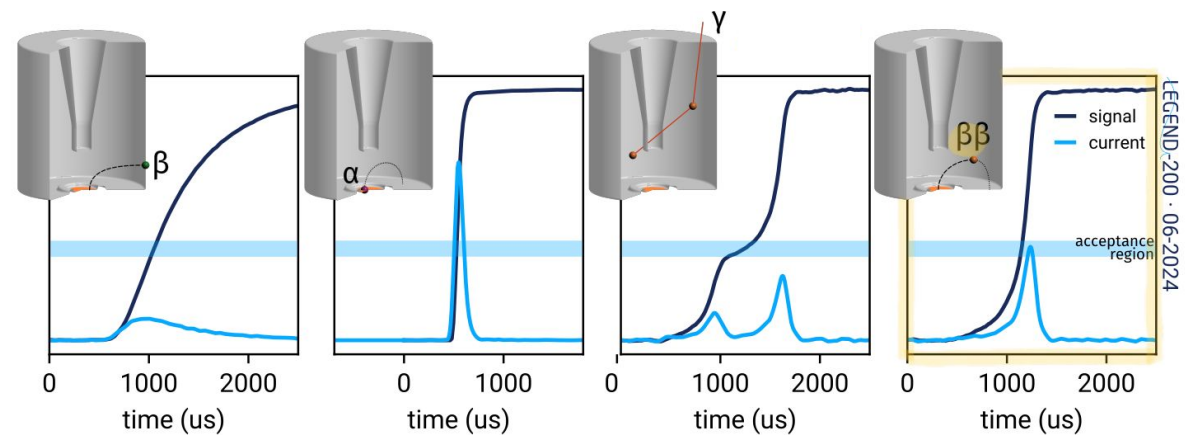 β
α
γ
ββ
signal
current
acceptance
region
LEGEND-200 · 06-2024
0 1000 2000
time (us)
0 1000
time (us)
0 1000 2000
time (us)
0 1000 2000
time (us)